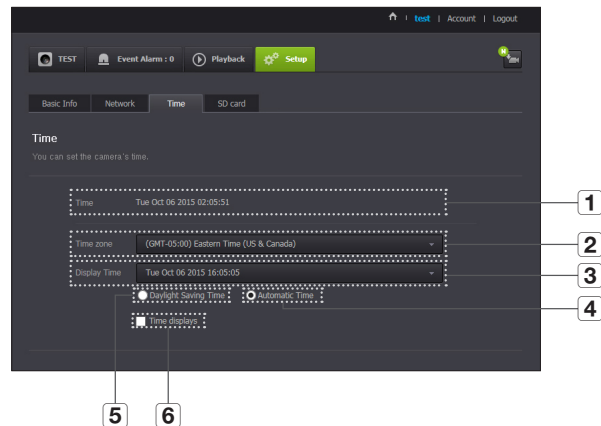 test | Account | Logout
TEST Event Alarm : 0 Playback Setup
N
Basic Info Network Time SD card
Time
You can set the camera's time.
Time Tue Oct 06 2015 02:05:51 1
Time zone (GMT-05:00) Eastern Time (US & Canada) 2
Display Time Tue Oct 06 2015 16:05:05 3
Daylight Saving Time Automatic Time 4
Time displays
5 6